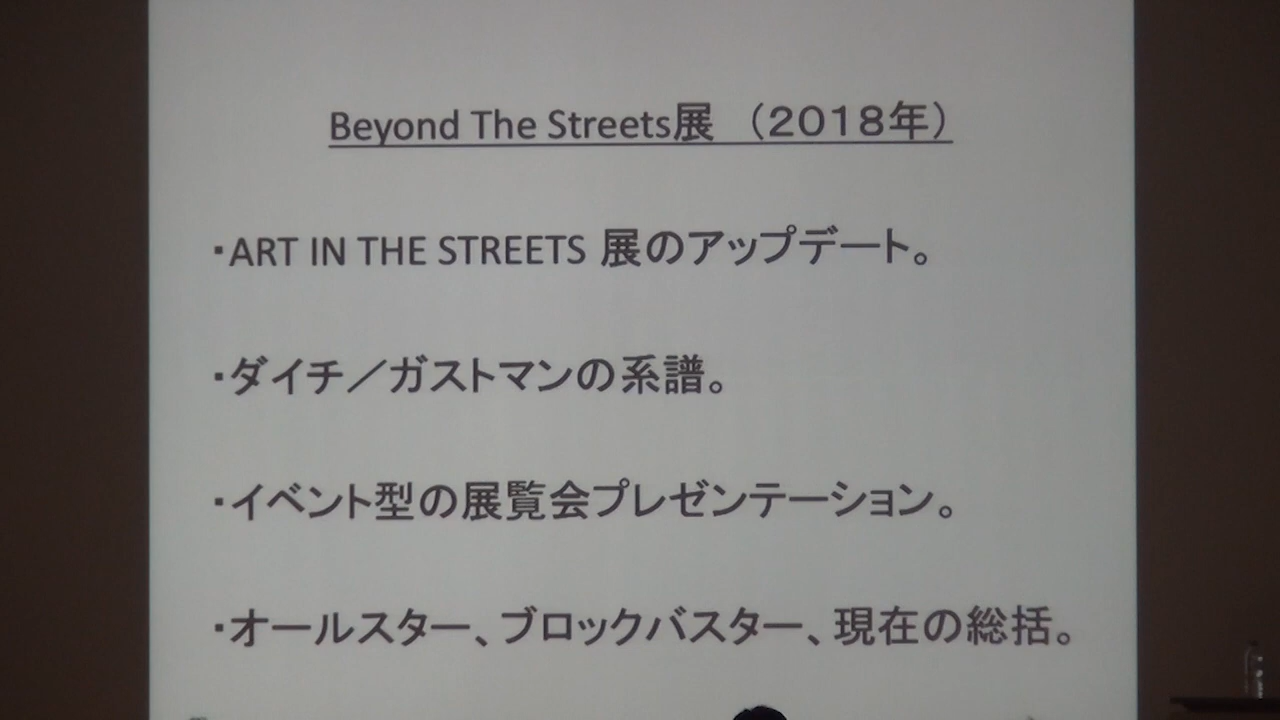 Beyond The Streets展　（２０１８年）
・ART IN THE STREETS 展のアップデート。
・ダイチ／ガストマンの系譜。
・イベント型の展覧会プレゼンテーション。
・オールスター、ブロックバスター、現在の総括。